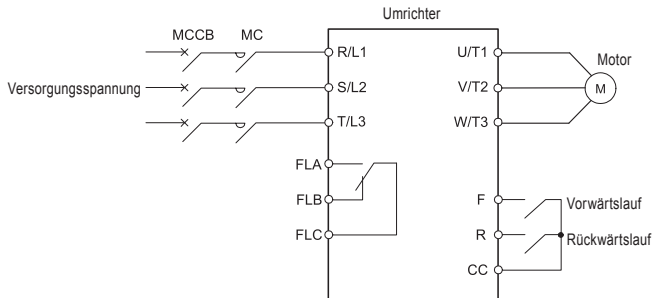 Umrichter
MCCB MC
R/L1 U/T1 Motor
Versorgungsspannung S/L2 V/T2 M
T/L3 W/T3
FLA
FLB F Vorwärtslauf
FLC R Rückwärtslauf
CC